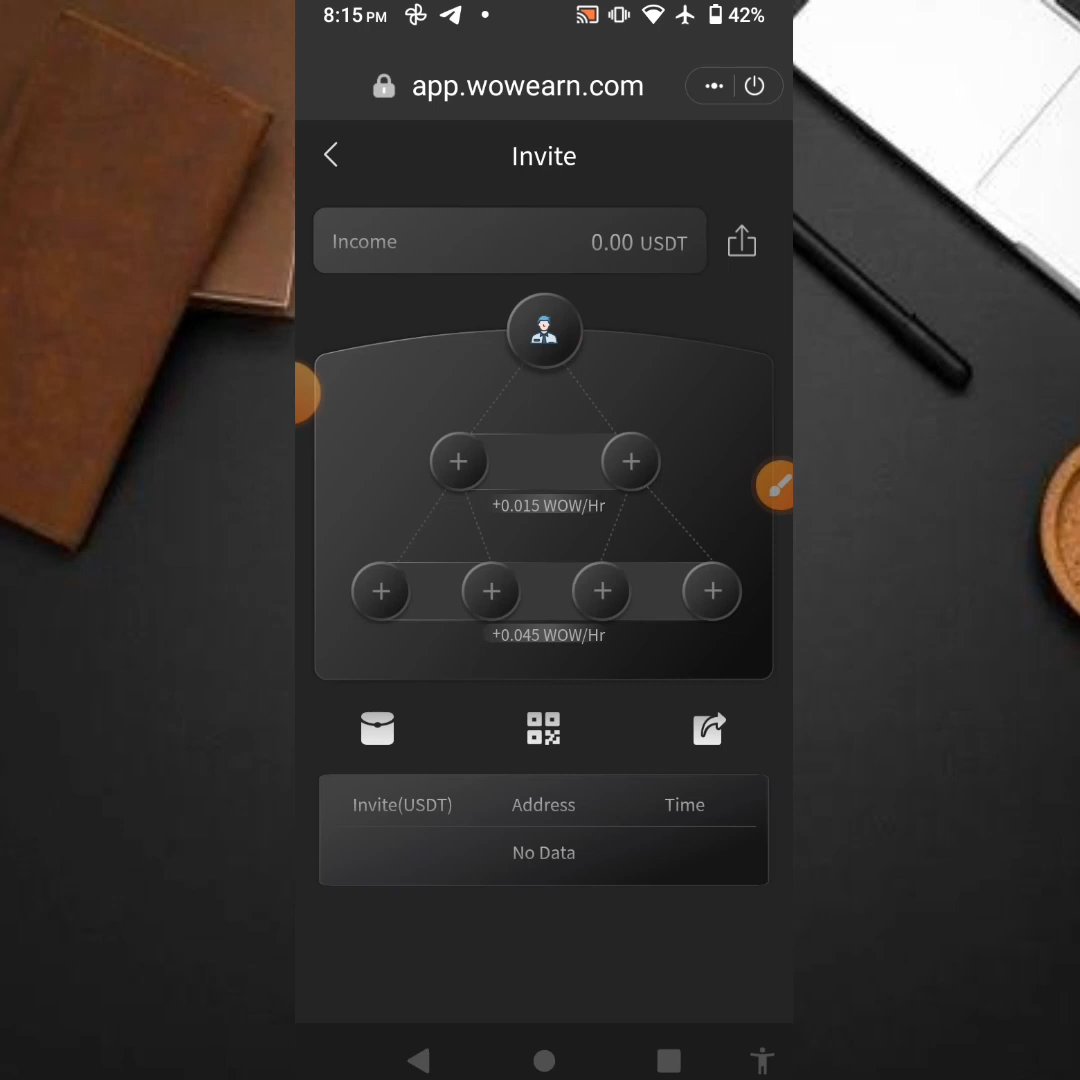 8:15 PM 42%
app.wowearn.com
Invite
Income 0.00 USDT
+0.015 WOW/Hr
+0.045 WOW/Hr
Invite(USDT) Address Time
No Data